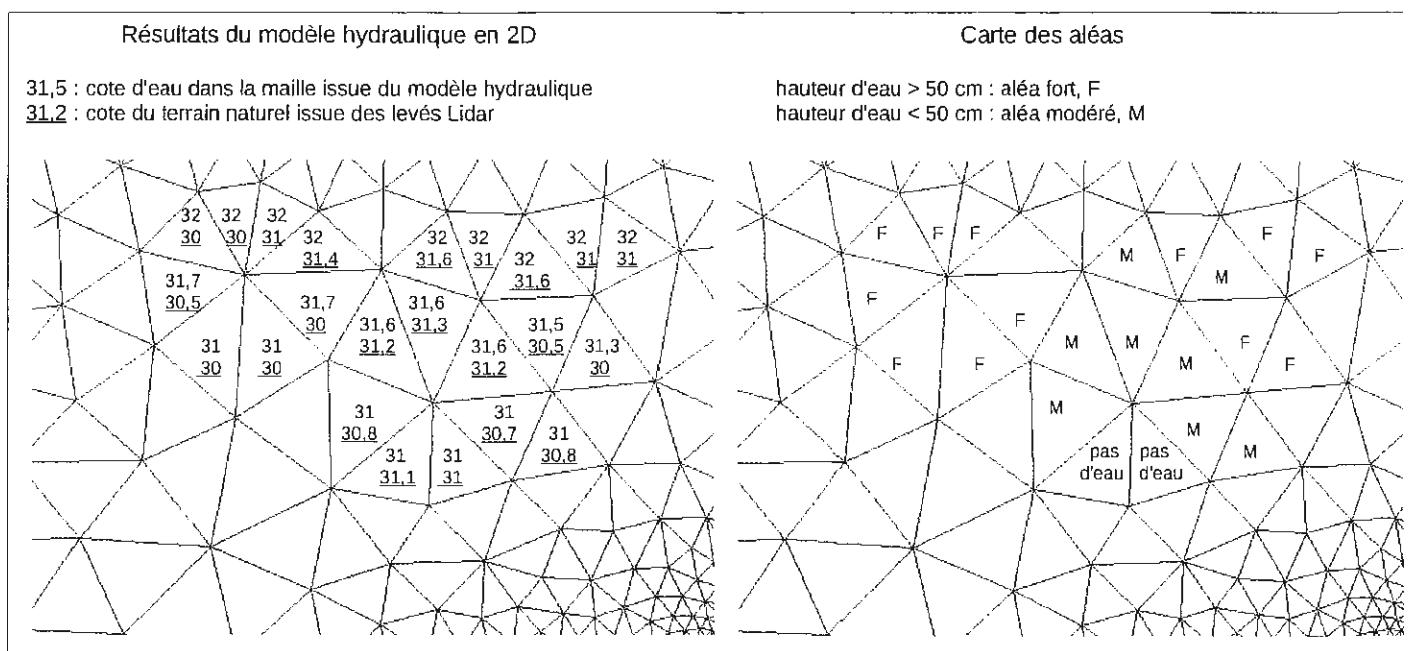 Résultats du modèle hydraulique en 2D
31,5 : cote d'eau dans la maille issue du modèle hydraulique
31,2 : cote du terrain naturel issue des levés Lidar
32 32 32
30 30 31
32 32 32 32 32
31,4 31,6 31 31 31
32
31,6
31,7
30,5
31,7 31,6
30 31,3
31,6
31,2
31,6
31,2
31,5
30,5
31,3
30
31 31
30 30
31
30,8
31
30,7
31 31 31
31,1 31 30,8
Carte des aléas
hauteur d'eau > 50 cm : aléa fort, F
hauteur d'eau < 50 cm : aléa modéré, M
F F F F
M F F
M
F
F
M M M F
F F F
M
M
pas pas M
d'eau d'eau